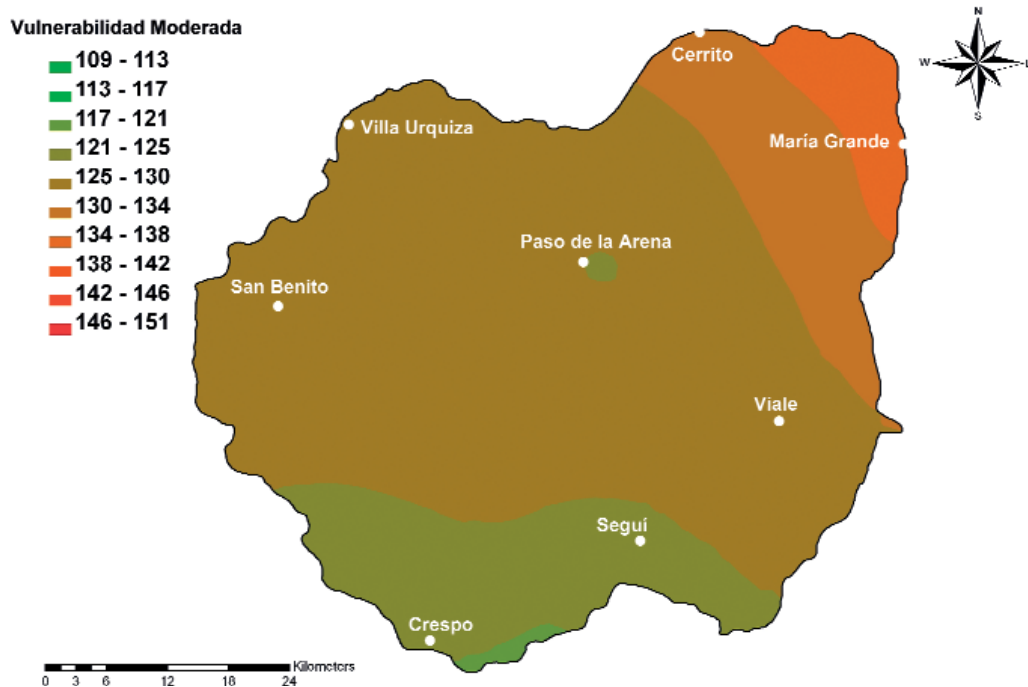 Vulnerabilidad Moderada
109 - 113
113 - 117
117 - 121
121 - 125
125 - 130
130 - 134
134 - 138
138 - 142
142 - 146
146 - 151
N
W
E
S
Cerrito
Villa Urquiza
María Grande
Paso de la Arena
San Benito
Viale
Seguí
Crespo
0 3 6 12 18 24
Kilometers